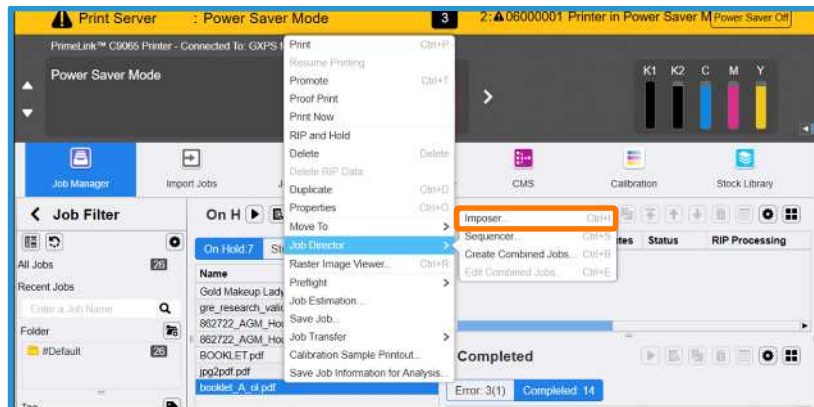 Print Server : Power Saver Mode 3 2: 06000001 Printer in Power Saver M Power Saver Off
PrimeLink™ C9065 Printer - Connected To: GXPS
Power Saver Mode
K1 K2 C M Y
Print Ctrl+P
Resume Printing
Promote Ctrl+T
Proof Print
Print Now
RIP and Hold
Delete Delete
Delete RIP Data
Duplicate Ctrl+D
Properties Ctrl+O
Move To
Job Director
Raster Image Viewer... Ctrl+R
Preflight
Job Estimation...
Save Job...
Job Transfer
Calibration Sample Printout...
Save Job Information for Analysis...
Imposer... Ctrl+I
Sequencer... Ctrl+S
Create Combined Jobs... Ctrl+B
Edit Combined Jobs... Ctrl+E
Job Manager
Import Jobs
J
CMS
Calibration
Stock Library
Job Filter
All Jobs 26
Recent Jobs
Enter a Job Name
Folder
#Default 26
Tag
On H
On Hold:7
Name
Gold Makeup Lady
gre_research_valid
862722_AGM_Hou
862722_AGM_Hou
BOOKLET.pdf
jpg2pdf.pdf
booklet_A_ol.pdf
tes Status RIP Processing
Completed
Error: 3(1) Completed: 14